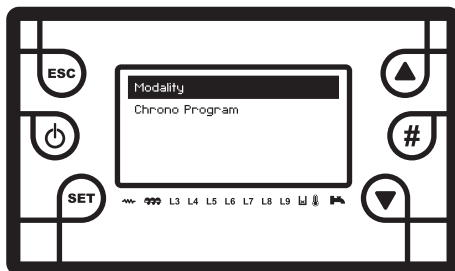 ESC
Modality
Chrono Program
#
SET
L3 L4 L5 L6 L7 L8 L9